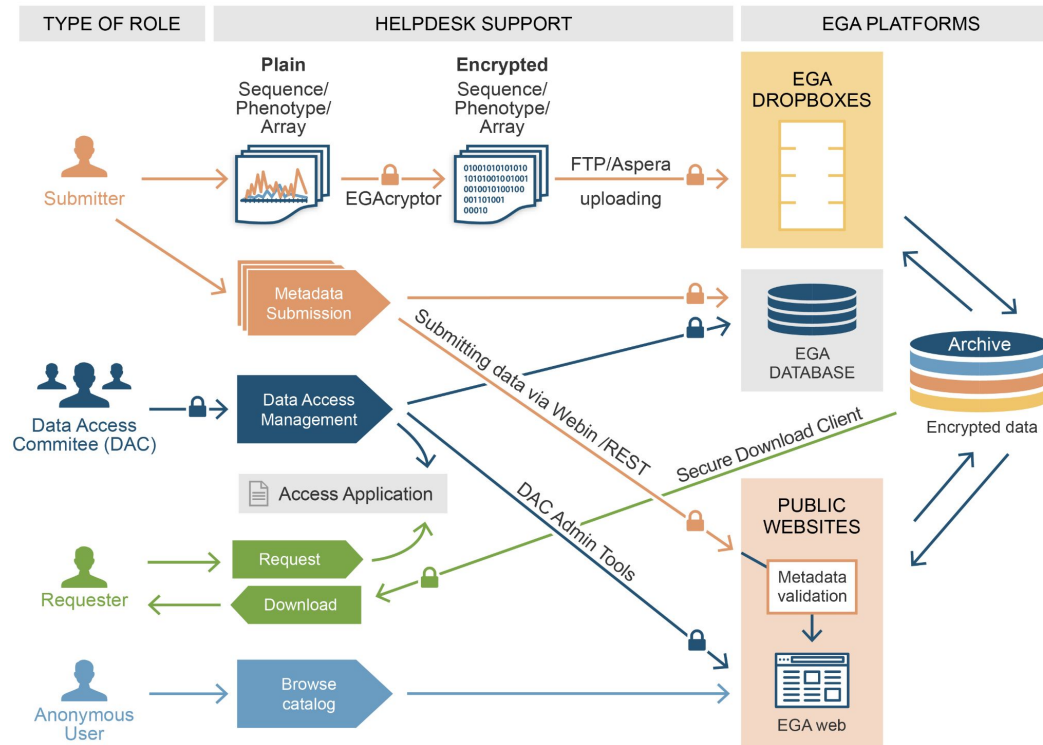 TYPE OF ROLE
HELPDESK SUPPORT
EGA PLATFORMS
Plain
Sequence/
Phenotype/
Array
Encrypted
Sequence/
Phenotype/
Array
EGA
DROPBOXES
Submitter
EGAcryptor
01001010101010
1010100101001
0010010100100
001101001
00010
FTP/Aspera
uploading
Metadata
Submission
Submitting data via Webin /REST
EGA
DATABASE
Archive
Encrypted data
Data Access
Commitee (DAC)
Data Access
Management
Access Application
DAC Admin Tools
Secure Download Client
PUBLIC
WEBSITES
Metadata
validation
EGA web
Requester
Request
Download
Anonymous
User
Browse
catalog